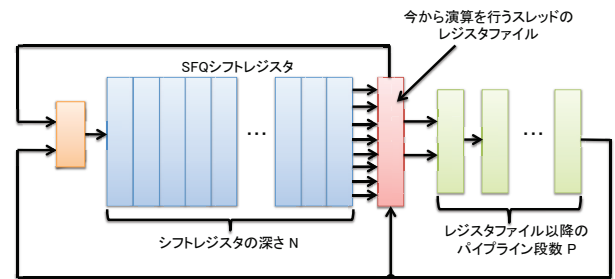 今から演算を行うスレッドの
レジスタファイル
SFQシフトレジスタ
…
…
シフトレジスタの深さ N
レジスタファイル以降の
パイプライン段数 P